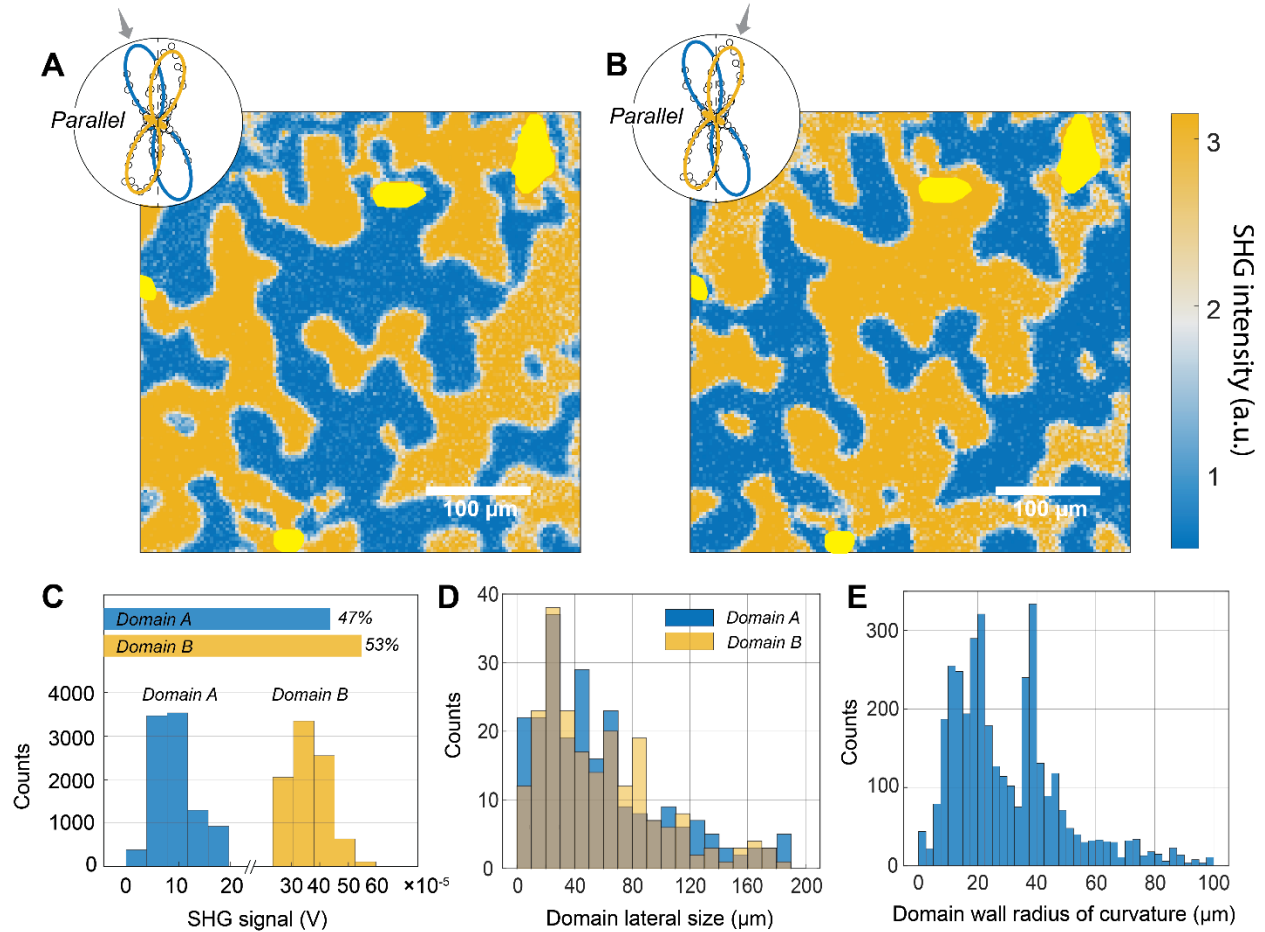 A
Parallel
100 µm
B
Parallel
100 µm
3
2
1
SHG intensity (a.u.)
C
Domain A
47%
Domain B
53%
Domain A
Domain B
4000
3000
2000
1000
0
Counts
0
10
20
30
40
50
60
×10⁻⁵
SHG signal (V)
D
Domain A
Domain B
40
30
20
10
0
Counts
0
40
80
120
160
200
Domain lateral size (µm)
E
300
200
100
0
Counts
0
20
40
60
80
100
Domain wall radius of curvature (µm)